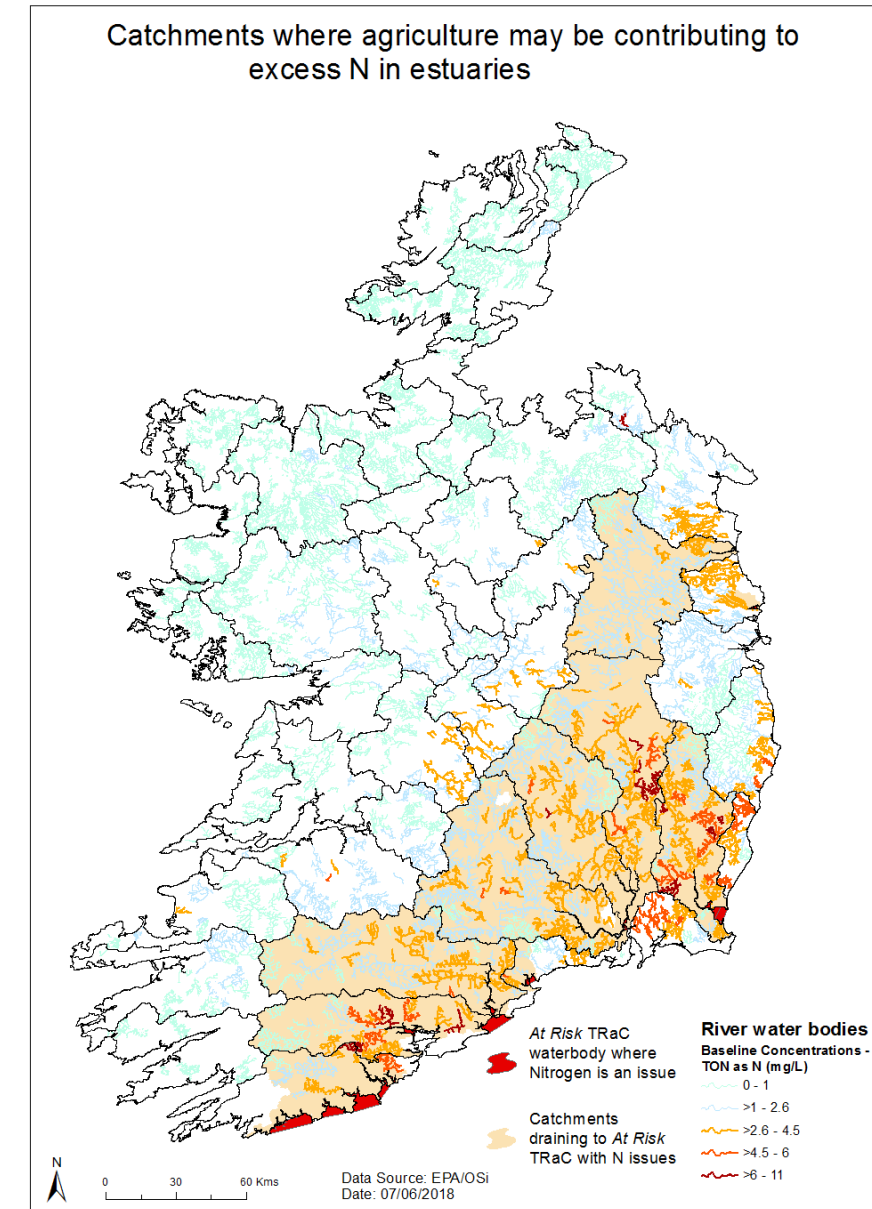 Catchments where agriculture may be contributing to
excess N in estuaries
At Risk TRaC
waterbody where
Nitrogen is an issue
Catchments
draining to At Risk
TRaC with N issues
River water bodies
Baseline Concentrations -
TON as N (mg/L)
0 - 1
>1 - 2.6
>2.6 - 4.5
>4.5 - 6
>6 - 11
N
0 30 60 Kms
Data Source: EPA/OSi
Date: 07/06/2018